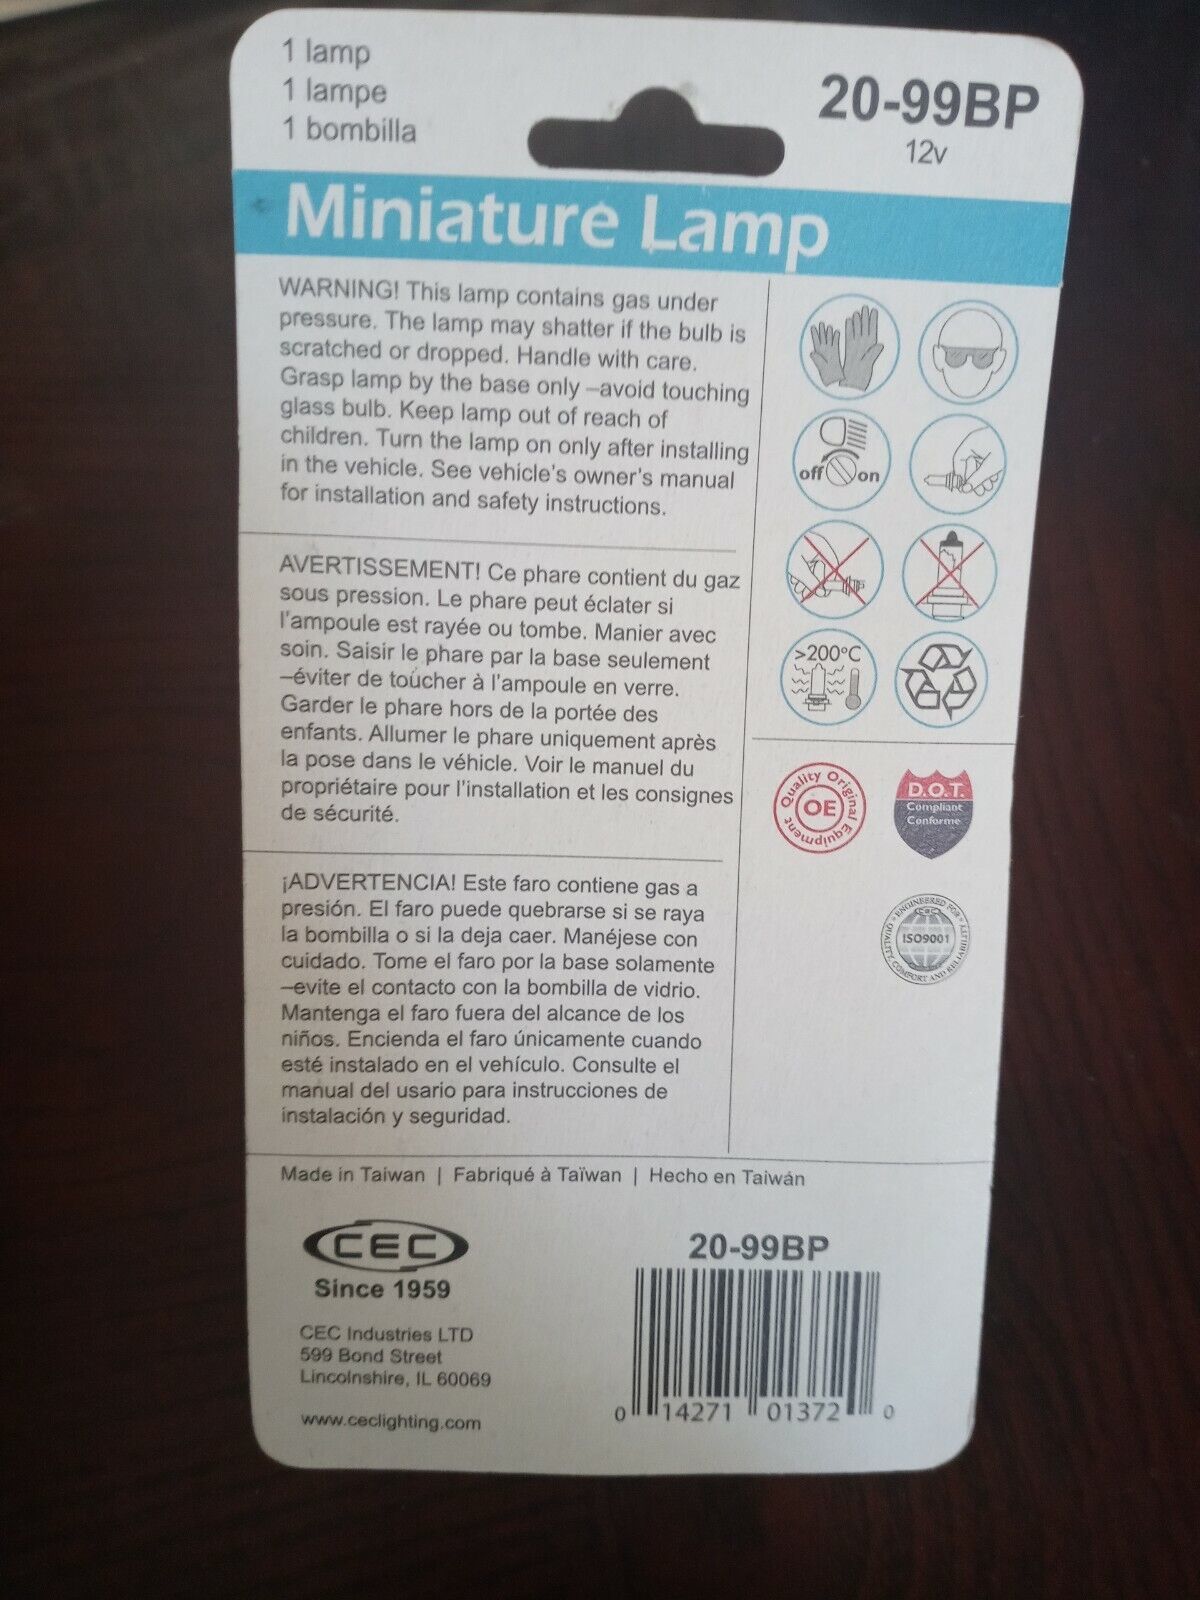 1 lamp
1 lampe
1 bombilla
20-99BP
12v
Miniature Lamp
WARNING! This lamp contains gas under
pressure. The lamp may shatter if the bulb is
scratched or dropped. Handle with care.
Grasp lamp by the base only –avoid touching
glass bulb. Keep lamp out of reach of
children. Turn the lamp on only after installing
in the vehicle. See vehicle's owner's manual
for installation and safety instructions.
AVERTISSEMENT! Ce phare contient du gaz
sous pression. Le phare peut éclater si
l'ampoule est rayée ou tombe. Manier avec
soin. Saisir le phare par la base seulement
–éviter de toucher à l'ampoule en verre.
Garder le phare hors de la portée des
enfants. Allumer le phare uniquement après
la pose dans le véhicle. Voir le manuel du
propriétaire pour l'installation et les consignes
de sécurité.
¡ADVERTENCIA! Este faro contiene gas a
presión. El faro puede quebrarse si se raya
la bombilla o si la deja caer. Manéjese con
cuidado. Tome el faro por la base solamente
–evite el contacto con la bombilla de vidrio.
Mantenga el faro fuera del alcance de los
niños. Encienda el faro únicamente cuando
esté instalado en el vehículo. Consulte el
manual del usario para instrucciones de
instalación y seguridad.
off on
>200°C
Quality Original Equipment
OE
D.O.T.
Compliant
Conforme
ENGINEERED FOR QUALITY, COMFORT AND RELIABILITY
CEC
ISO9001
Made in Taiwan | Fabriqué à Taïwan | Hecho en Taiwán
CEC
Since 1959
CEC Industries LTD
599 Bond Street
Lincolnshire, IL 60069
www.ceclighting.com
20-99BP
0 14271 01372 0